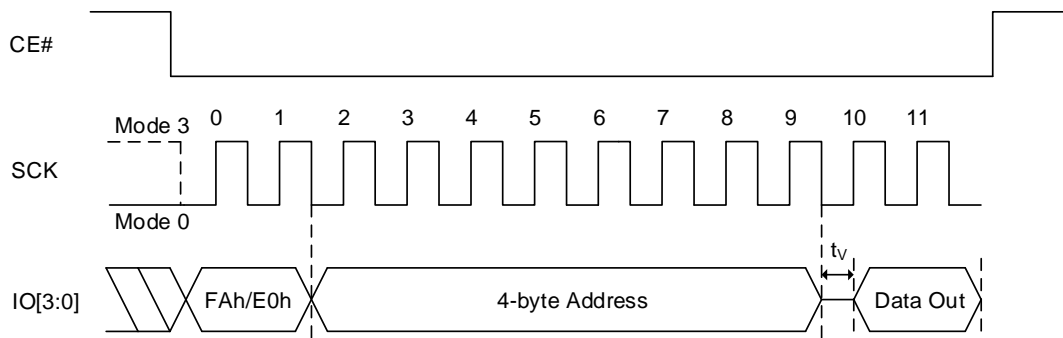 CE#
Mode 3
0 1 2 3 4 5 6 7 8 9 10 11
SCK
Mode 0
tV
IO[3:0]
FAh/E0h
4-byte Address
Data Out